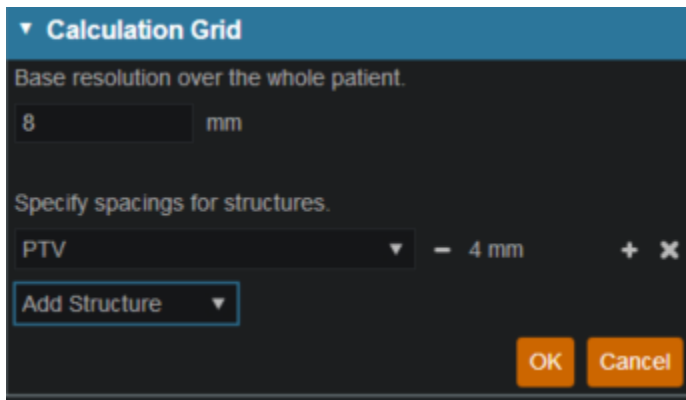 Calculation Grid
Base resolution over the whole patient.
8 mm
Specify spacings for structures.
PTV 4 mm
Add Structure
OK Cancel